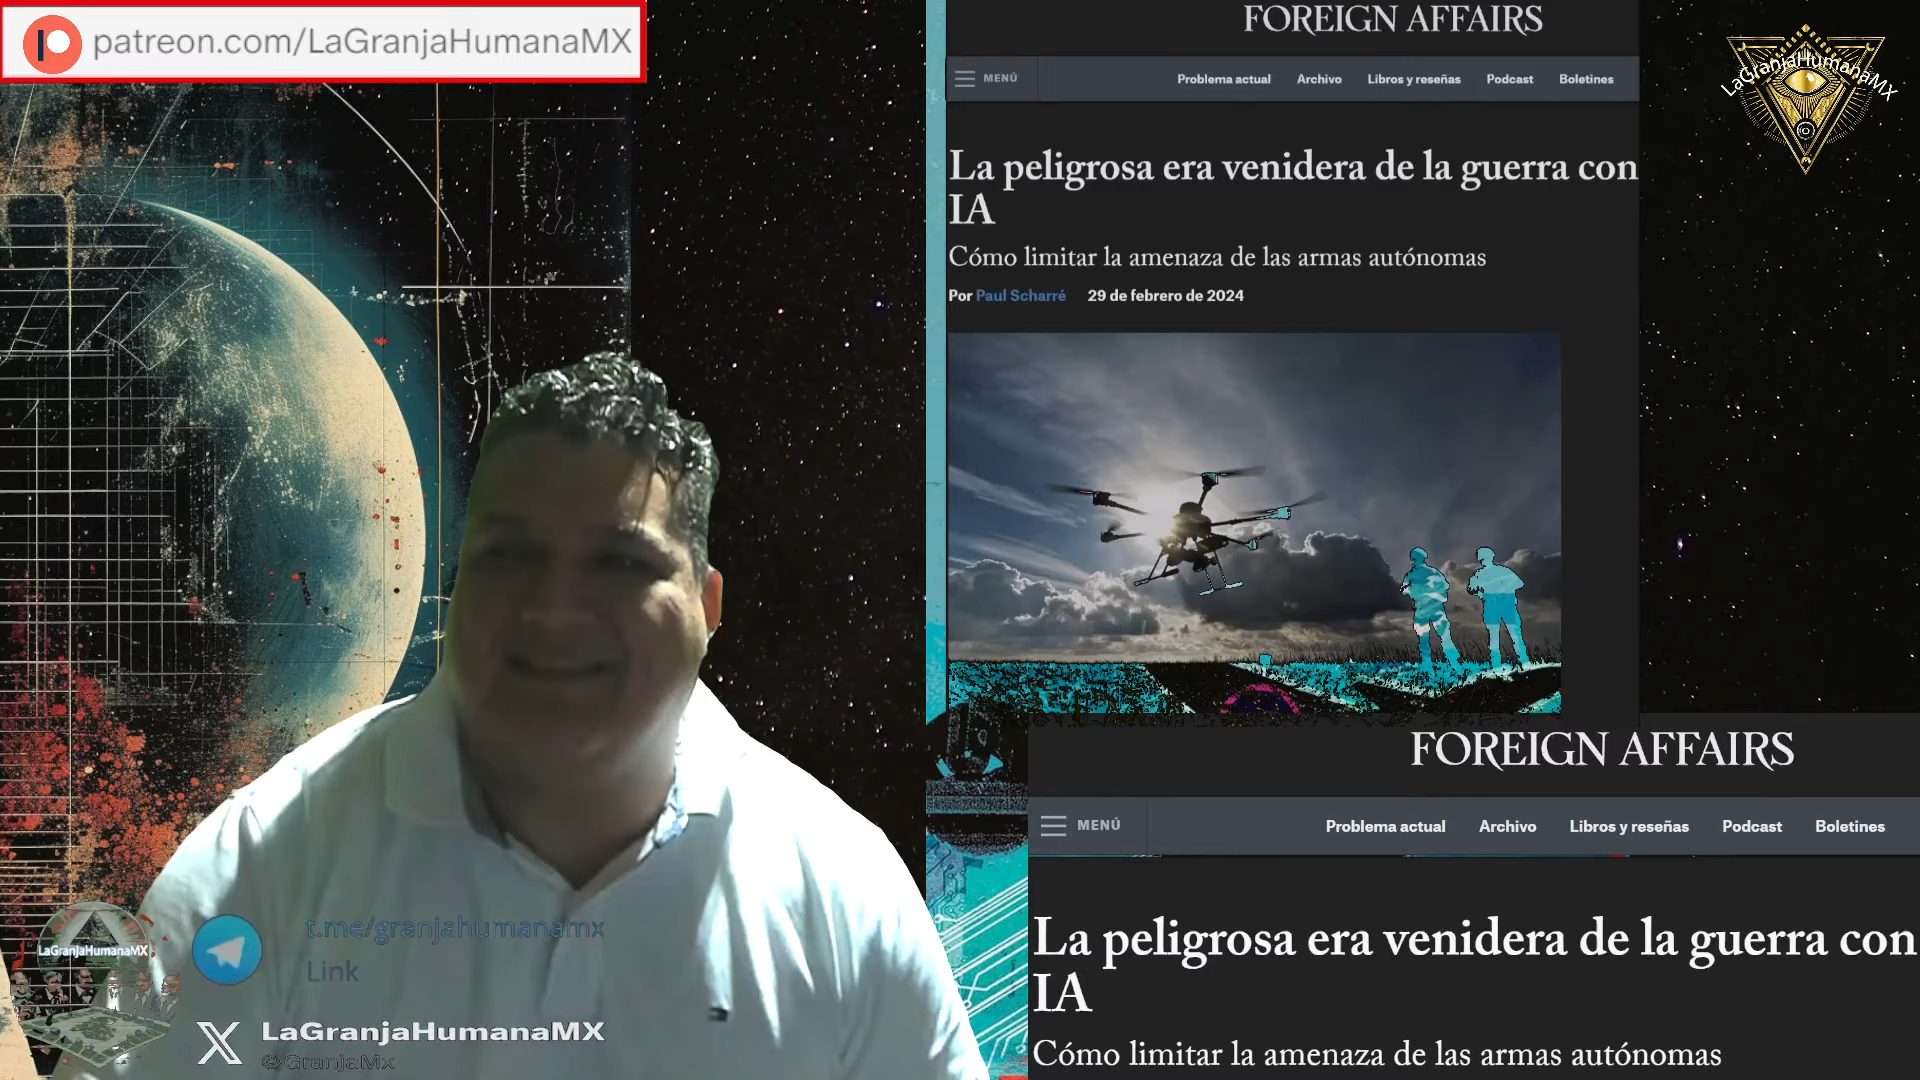 patreon.com/LaGranjaHumanaMX
FOREIGN AFFAIRS
MENÚ
Problema actual
Archivo
Libros y reseñas
Podcast
Boletines
LaGranjaHumanaMX
La peligrosa era venidera de la guerra con
IA
Cómo limitar la amenaza de las armas autónomas
Por Paul Scharré 29 de febrero de 2024
FOREIGN AFFAIRS
MENÚ
Problema actual
Archivo
Libros y reseñas
Podcast
Boletines
La peligrosa era venidera de la guerra con
IA
Cómo limitar la amenaza de las armas autónomas
LaGranjaHumanaMX
t.me/granjahumanamx
Link
LaGranjaHumanaMX
@GranjaMx